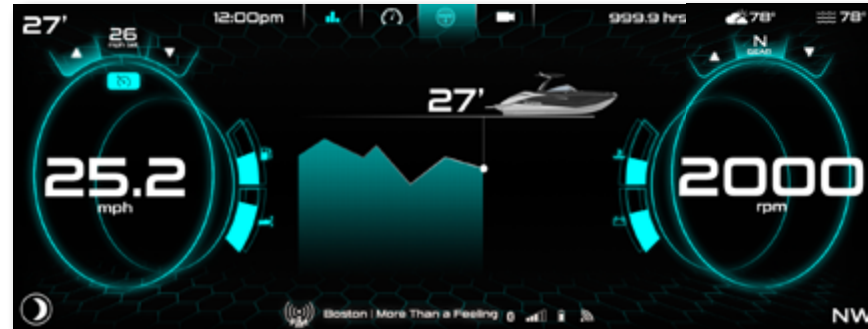 27'
12:00pm
999.9 hrs
78°
78°
26
mph set
N
GEAR
27'
25.2
mph
2000
rpm
Boston | More Than a Feeling
NW